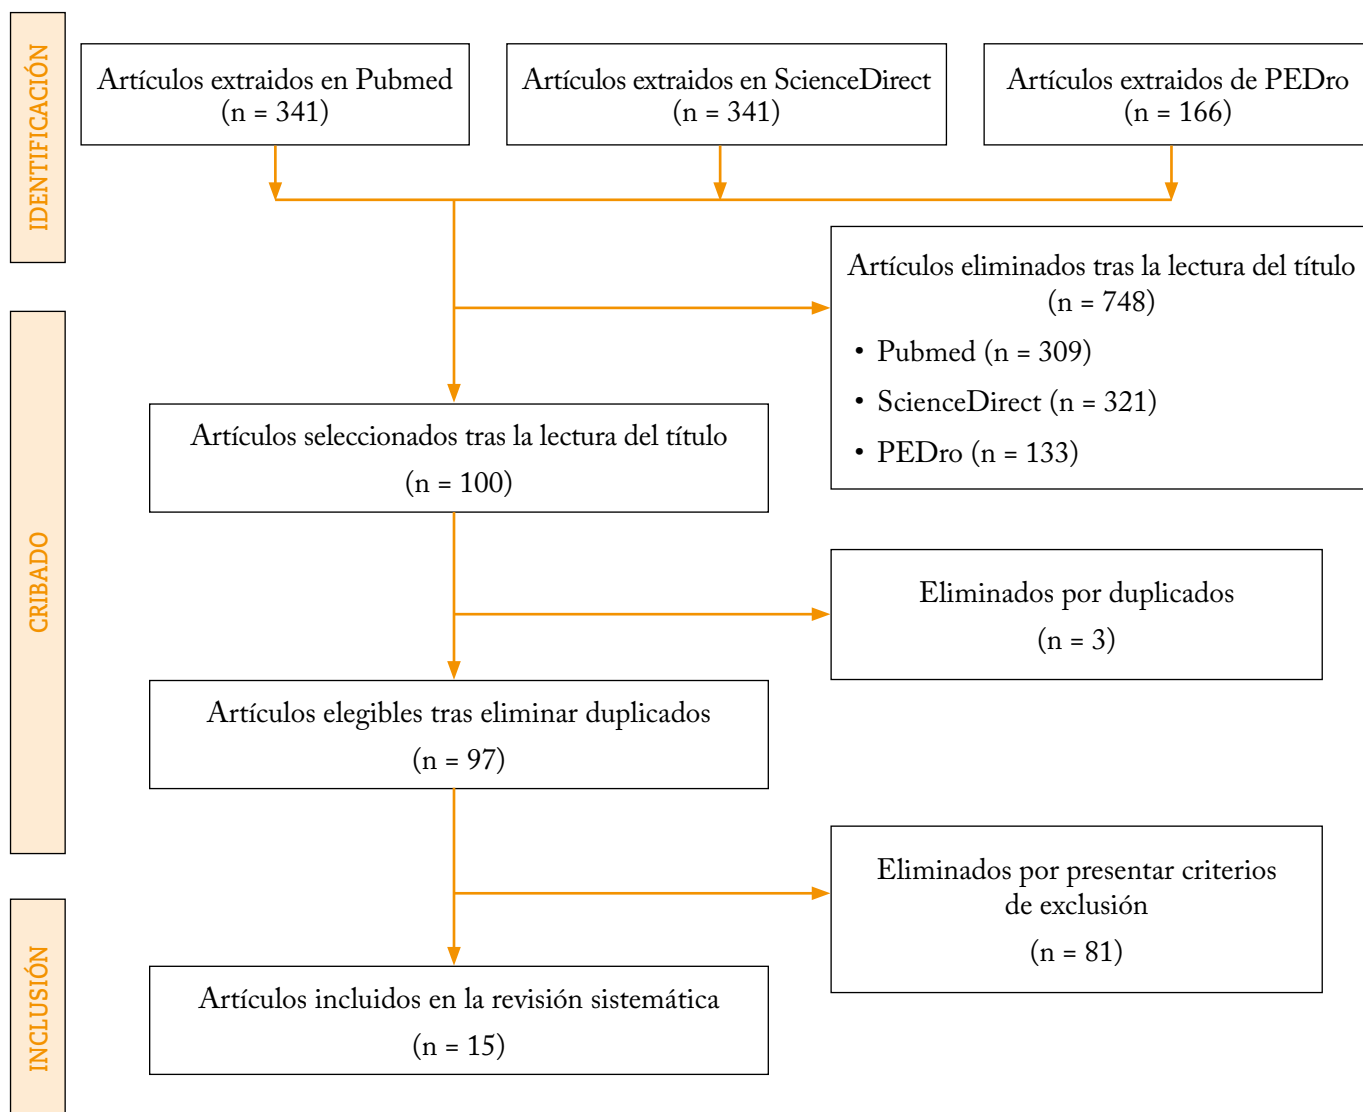 IDENTIFICACIÓN
Artículos extraidos en Pubmed
(n = 341)
Artículos extraidos en ScienceDirect
(n = 341)
Artículos extraidos de PEDro
(n = 166)
Artículos eliminados tras la lectura del título
(n = 748)
• Pubmed (n = 309)
• ScienceDirect (n = 321)
• PEDro (n = 133)
CRIBADO
Artículos seleccionados tras la lectura del título
(n = 100)
Eliminados por duplicados
(n = 3)
Artículos elegibles tras eliminar duplicados
(n = 97)
Eliminados por presentar criterios
de exclusión
(n = 81)
INCLUSIÓN
Artículos incluidos en la revisión sistemática
(n = 15)